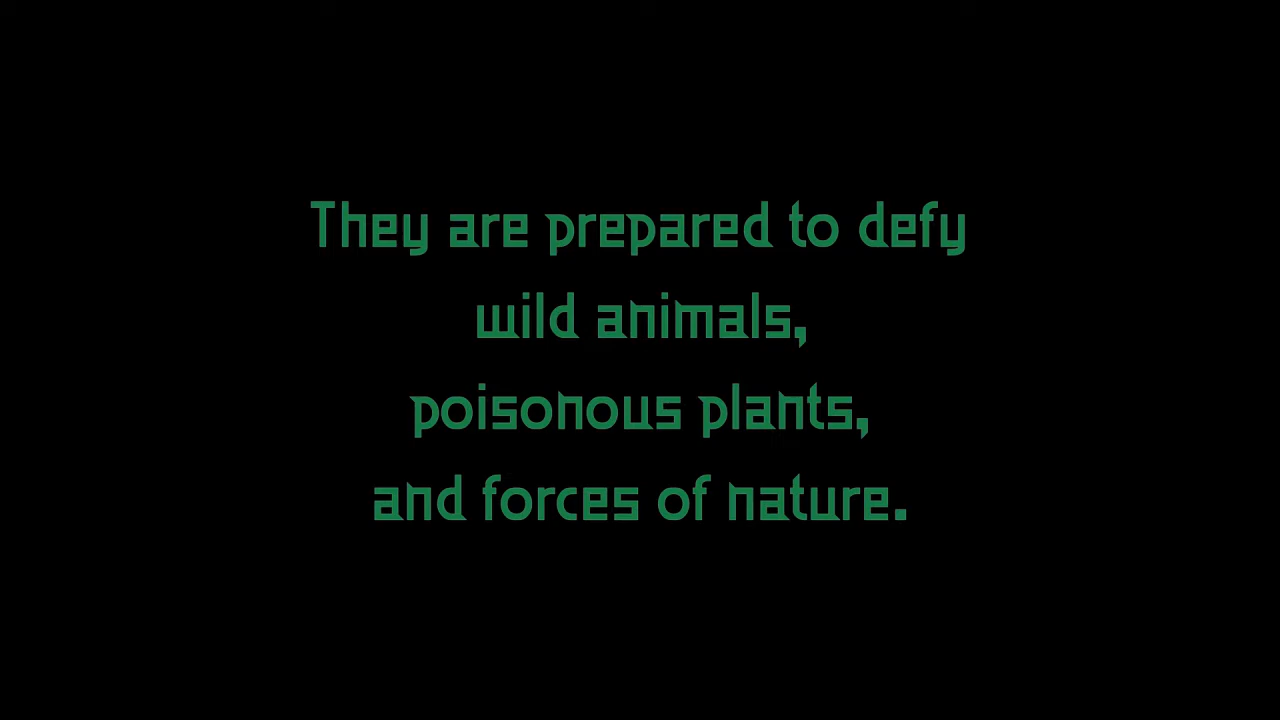 They are prepared to defy
wild animals,
poisonous plants,
and forces of nature.